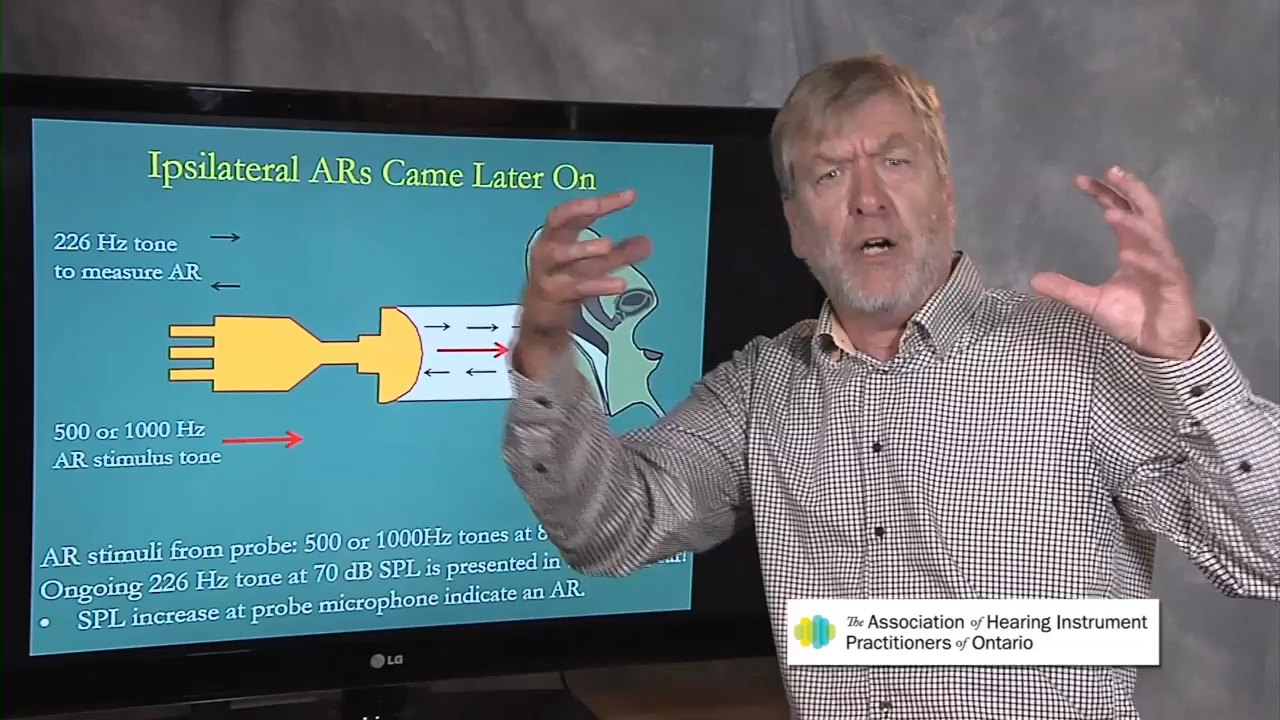 Ipsilateral ARs Came Later On
226 Hz tone
to measure AR
500 or 1000 Hz
AR stimulus tone
AR stimuli from probe: 500 or 1000Hz tones at 8
Ongoing 226 Hz tone at 70 dB SPL is presented in
• SPL increase at probe microphone indicate an AR.
LG
The Association of Hearing Instrument
Practitioners of Ontario